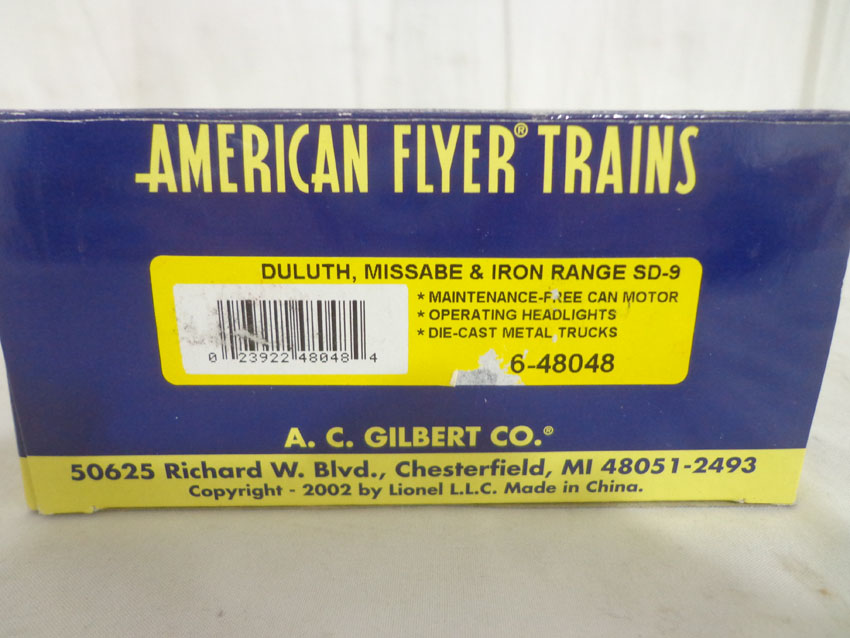 AMERICAN FLYER® TRAINS
DULUTH, MISSABE & IRON RANGE SD-9
* MAINTENANCE-FREE CAN MOTOR
* OPERATING HEADLIGHTS
* DIE-CAST METAL TRUCKS
0 23922 48048 4
6-48048
A. C. GILBERT CO.®
50625 Richard W. Blvd., Chesterfield, MI 48051-2493
Copyright - 2002 by Lionel L.L.C. Made in China.